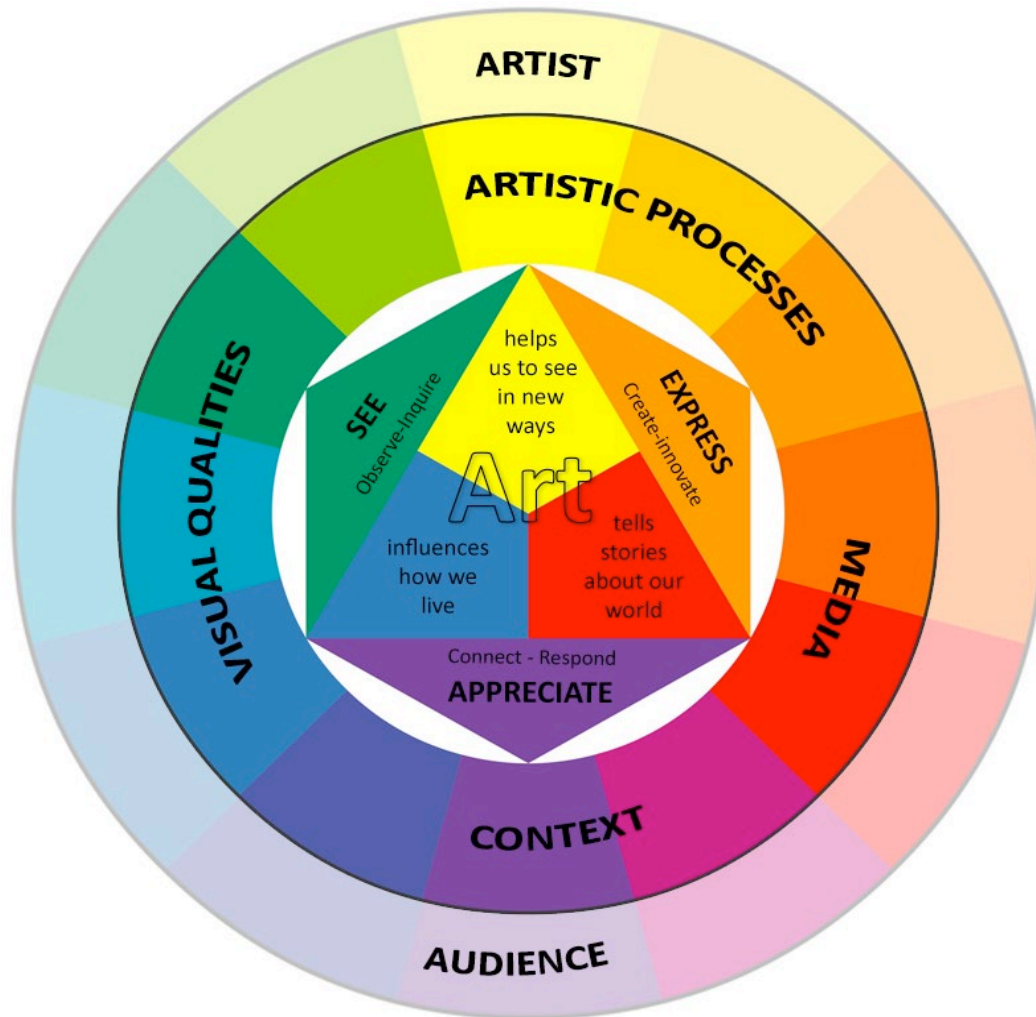 ARTIST
ARTISTIC PROCESSES
helps
us to see
in new
ways
SEE
Observe-Inquire
EXPRESS
Create-innovate
VISUAL QUALITIES
Art
influences
how we
live
tells
stories
about our
world
MEDIA
Connect - Respond
APPRECIATE
CONTEXT
AUDIENCE